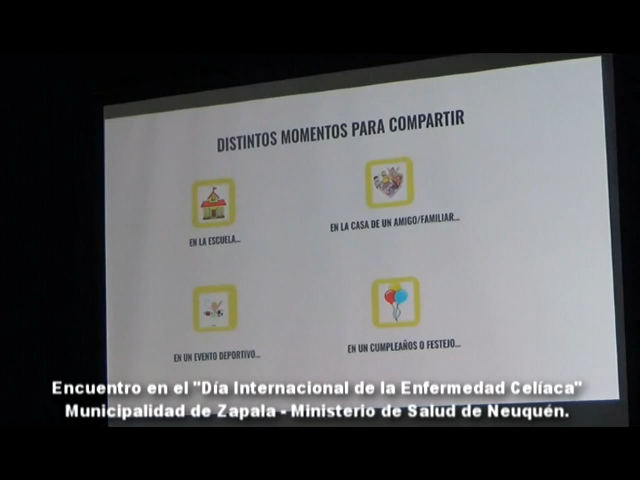 DISTINTOS MOMENTOS PARA COMPARTIR
EN LA ESCUELA...
EN LA CASA DE UN AMIGO/FAMILIAR...
EN UN EVENTO DEPORTIVO...
EN UN CUMPLEAÑOS O FESTEJO...
Encuentro en el "Día Internacional de la Enfermedad Celíaca"
Municipalidad de Zapala - Ministerio de Salud de Neuquén.